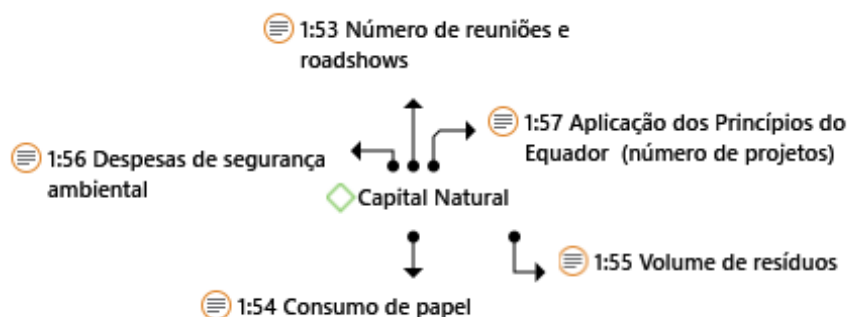 1:53 Número de reuniões e
roadshows
1:57 Aplicação dos Princípios do
Equador (número de projetos)
1:56 Despesas de segurança
ambiental
Capital Natural
1:55 Volume de resíduos
1:54 Consumo de papel